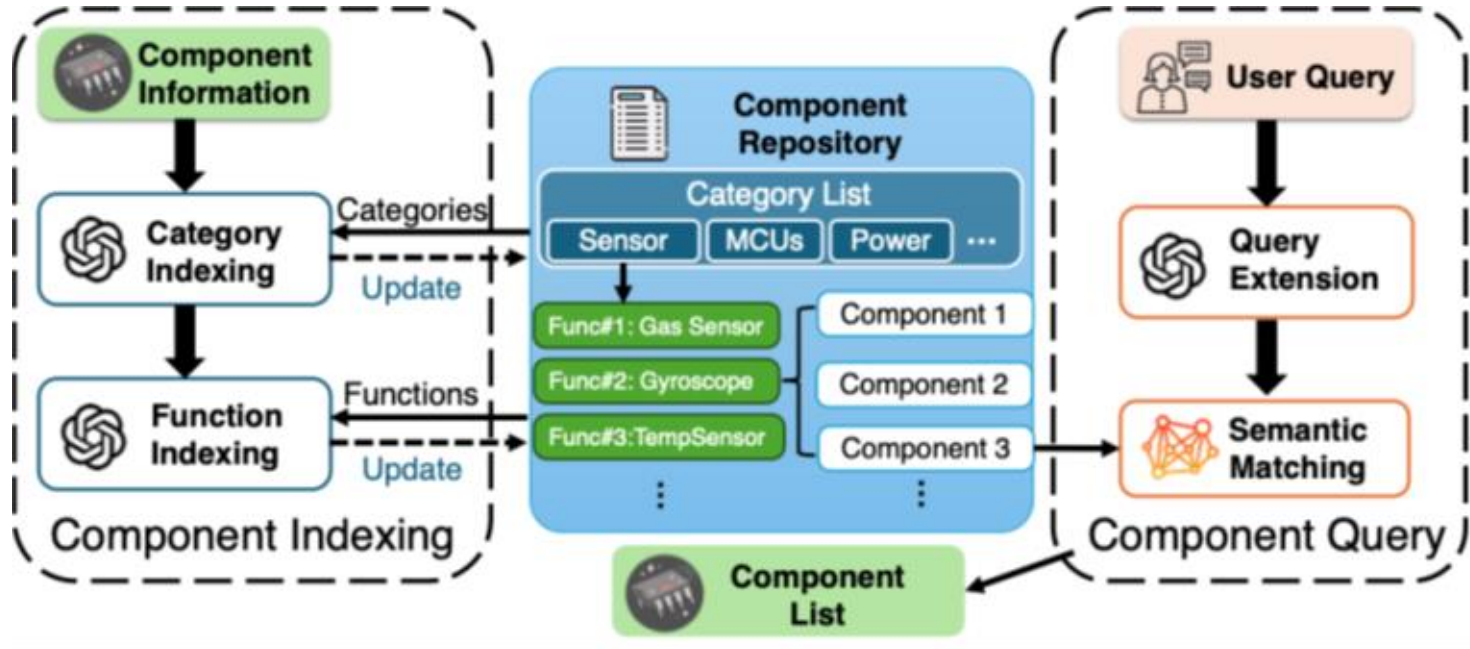 Component
Information
Category
Indexing
Function
Indexing
Component Indexing
Categories
Update
Functions
Update
Component
Repository
Category List
Sensor
MCUs
Power
...
Func#1: Gas Sensor
Func#2: Gyroscope
Func#3:TempSensor
Component 1
Component 2
Component 3
User Query
Query
Extension
Semantic
Matching
Component Query
Component
List